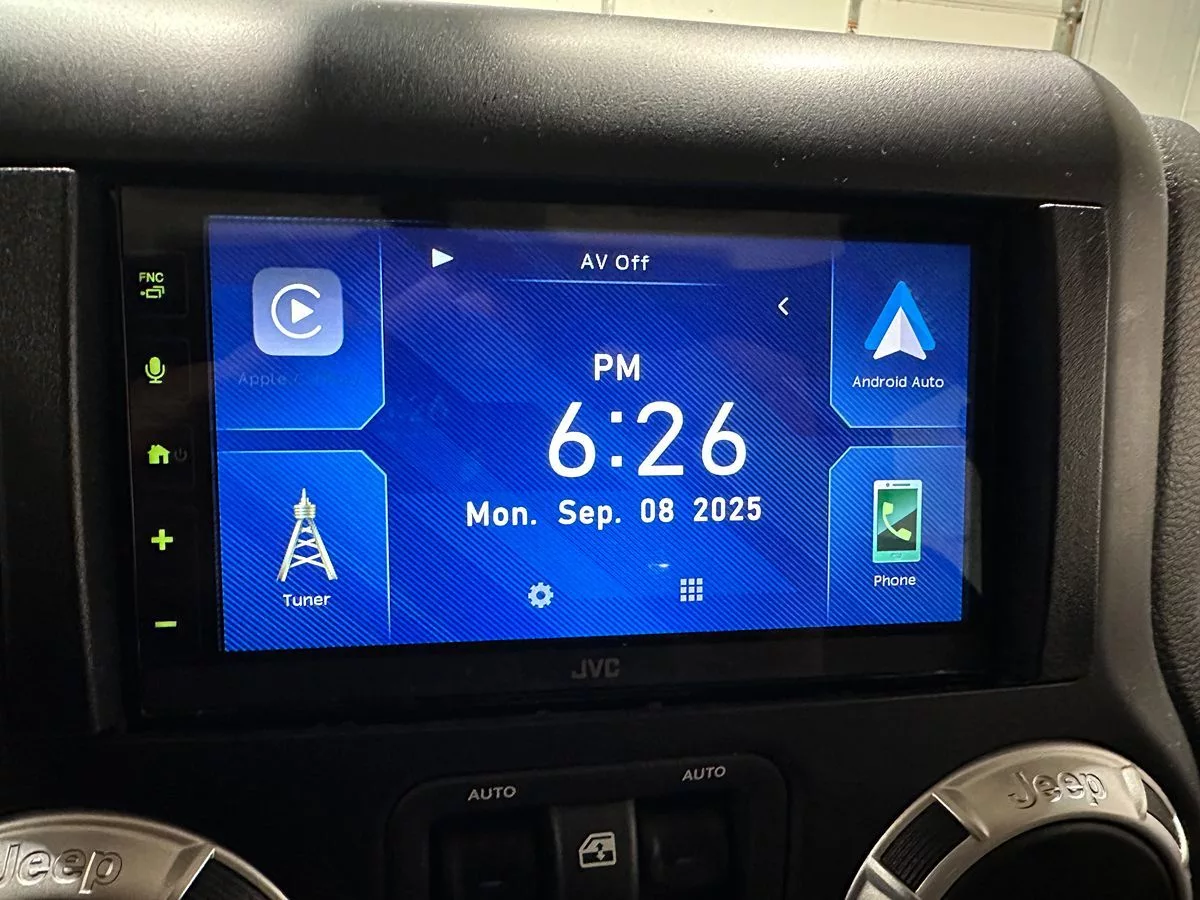 FNC
AV Off
Apple
Android Auto
PM
6:26
Mon. Sep. 08 2025
Tuner
Phone
JVC
AUTO
AUTO
Jeep
Jeep